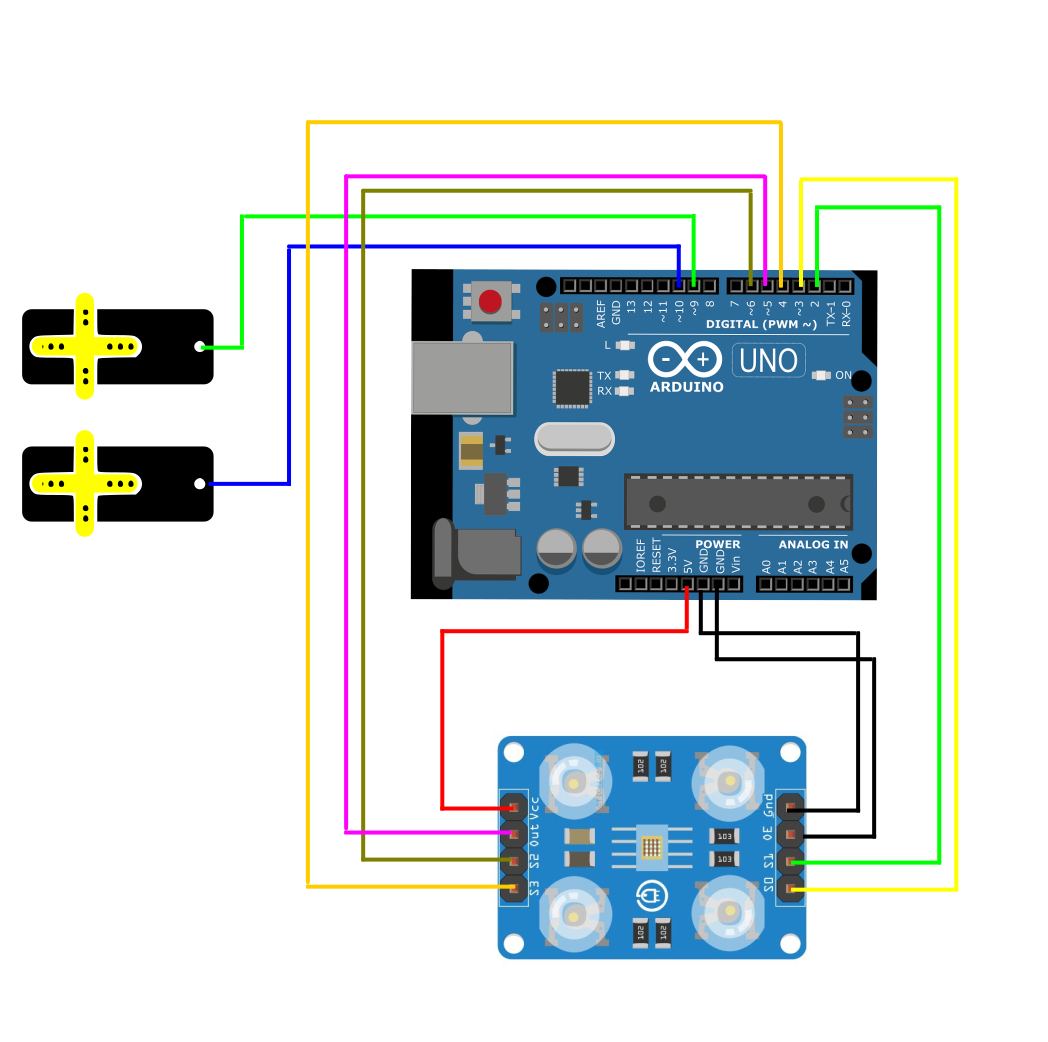 AREF
GND
13
12
~11
~10
~9
8
7
~6
~5
4
~3
2
TX-1
RX-0
DIGITAL (PWM ~)
L
TX
RX
- +
UNO
ARDUINO
ON
POWER
ANALOG IN
IOREF
RESET
3.3V
5V
GND
GND
Vin
A0
A1
A2
A3
A4
A5
102
102
Vcc
Out
S2
S3
Gnd
OE
S1
S0
103
103
102
102